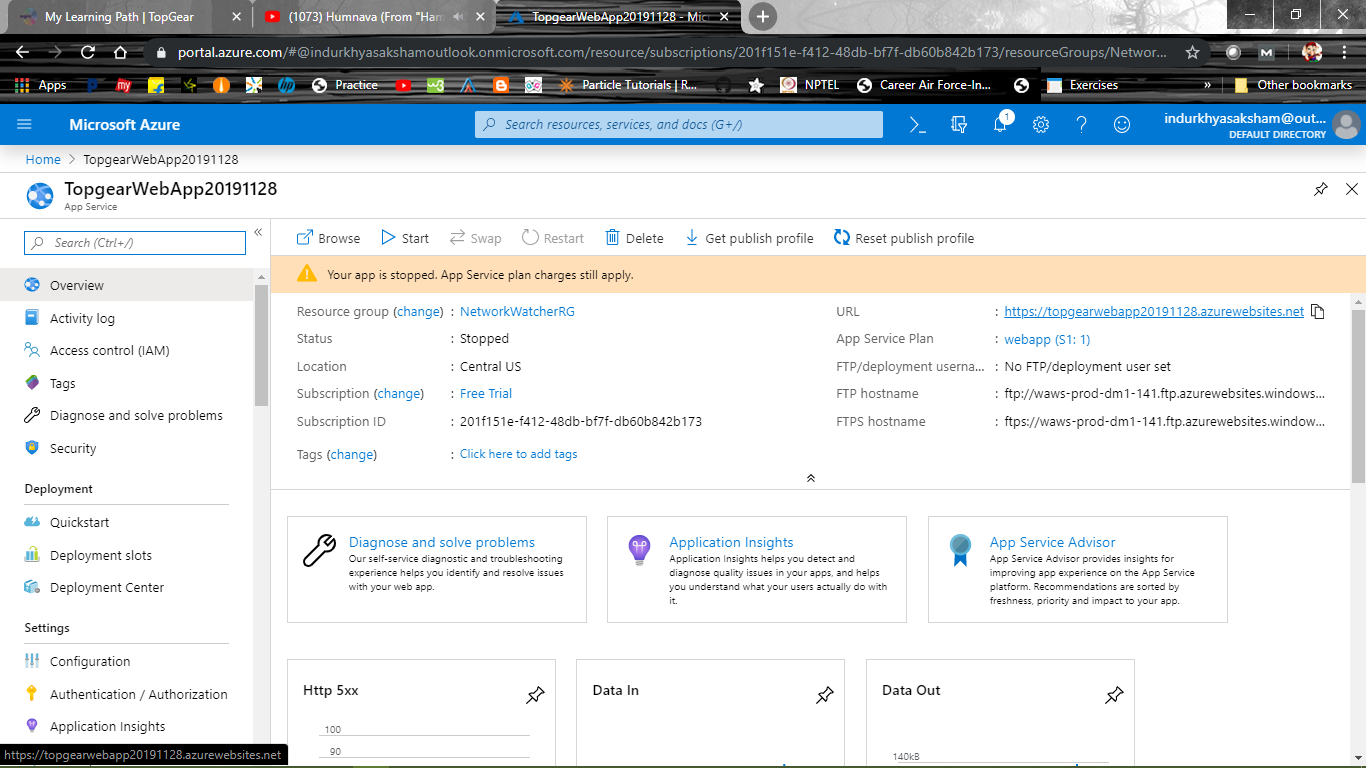 My Learning Path | TopGear
(1073) Humnava (From "Ham
TopgearWebApp20191128 - Mic
portal.azure.com/#@indurkhyasakshamoutlook.onmicrosoft.com/resource/subscriptions/201f151e-f412-48db-bf7f-db60b842b173/resourceGroups/Networ...
Apps
Practice
Particle Tutorials | R...
NPTEL
Career Air Force-In...
Exercises
»
Other bookmarks
Microsoft Azure
Search resources, services, and docs (G+/)
1
indurkhyasaksham@out...
DEFAULT DIRECTORY
Home > TopgearWebApp20191128
TopgearWebApp20191128
App Service
Search (Ctrl+/)
«
Overview
Activity log
Access control (IAM)
Tags
Diagnose and solve problems
Security
Deployment
Quickstart
Deployment slots
Deployment Center
Settings
Configuration
Authentication / Authorization
Application Insights
Browse
Start
Swap
Restart
Delete
Get publish profile
Reset publish profile
Your app is stopped. App Service plan charges still apply.
Resource group (change) : NetworkWatcherRG
Status : Stopped
Location : Central US
Subscription (change) : Free Trial
Subscription ID : 201f151e-f412-48db-bf7f-db60b842b173
Tags (change) : Click here to add tags
URL : https://topgearwebapp20191128.azurewebsites.net
App Service Plan : webapp (S1: 1)
FTP/deployment userna... : No FTP/deployment user set
FTP hostname : ftp://waws-prod-dm1-141.ftp.azurewebsites.windows...
FTPS hostname : ftps://waws-prod-dm1-141.ftp.azurewebsites.window...
Diagnose and solve problems
Our self-service diagnostic and troubleshooting
experience helps you identify and resolve issues
with your web app.
Application Insights
Application Insights helps you detect and
diagnose quality issues in your apps, and helps
you understand what your users actually do with
it.
App Service Advisor
App Service Advisor provides insights for
improving app experience on the App Service
platform. Recommendations are sorted by
freshness, priority and impact to your app.
Http 5xx
100
90
Data In
Data Out
140kB
https://topgearwebapp20191128.azurewebsites.net